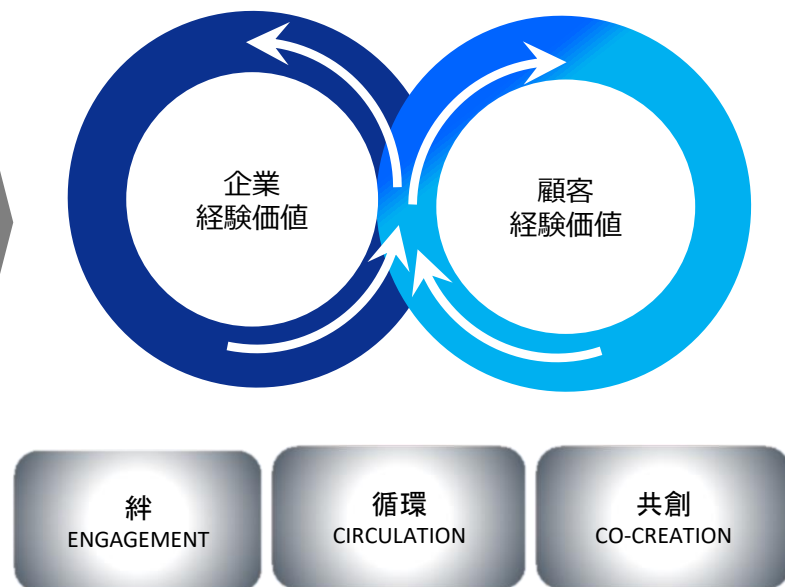 企業
経験価値
顧客
経験価値
絆
ENGAGEMENT
循環
CIRCULATION
共創
CO-CREATION